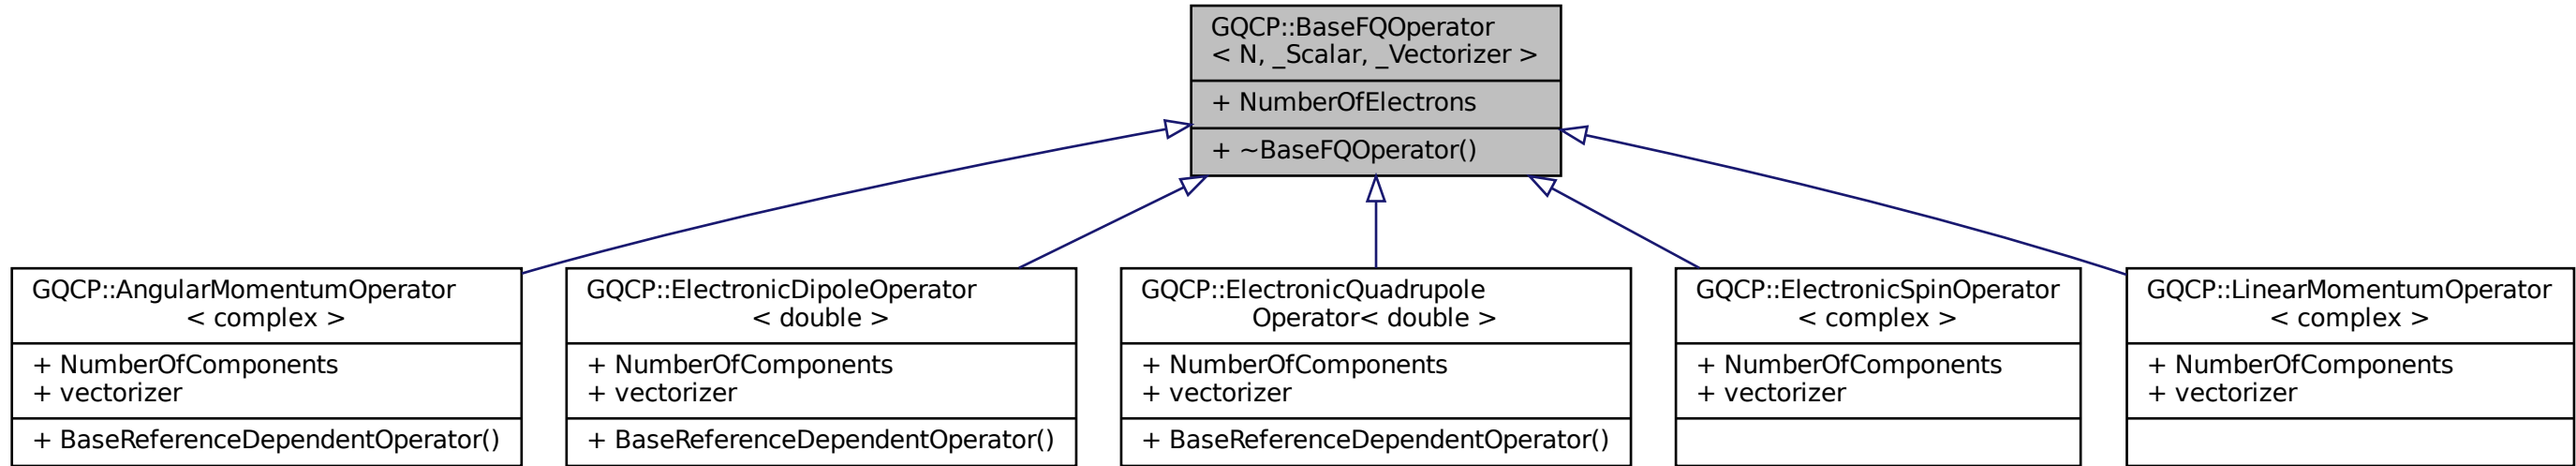 GQCP::BaseFQOperator
< N, _Scalar, _Vectorizer >
+ NumberOfElectrons
+ ~BaseFQOperator()
GQCP::AngularMomentumOperator
< complex >
+ NumberOfComponents
+ vectorizer
+ BaseReferenceDependentOperator()
GQCP::ElectronicDipoleOperator
< double >
+ NumberOfComponents
+ vectorizer
+ BaseReferenceDependentOperator()
GQCP::ElectronicQuadrupole
Operator< double >
+ NumberOfComponents
+ vectorizer
+ BaseReferenceDependentOperator()
GQCP::ElectronicSpinOperator
< complex >
+ NumberOfComponents
+ vectorizer
GQCP::LinearMomentumOperator
< complex >
+ NumberOfComponents
+ vectorizer